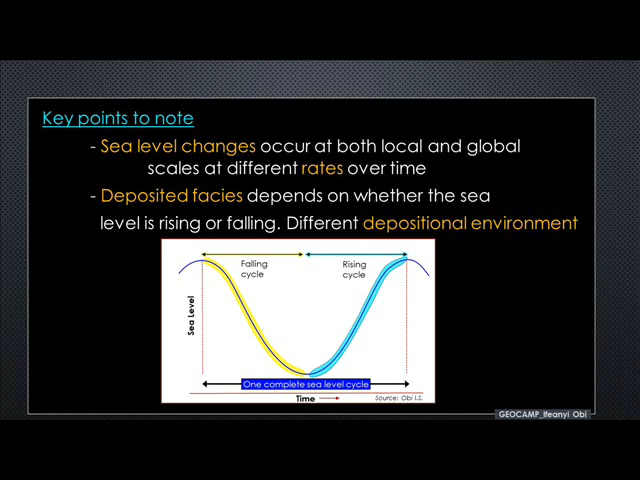 Key points to note
- Sea level changes occur at both local and global
scales at different rates over time
- Deposited facies depends on whether the sea
level is rising or falling. Different depositional environment
Falling
cycle
Rising
cycle
Sea Level
One complete sea level cycle
Time
Source: Obi I.S.
GEOCAMP_Ifeanyi Obi